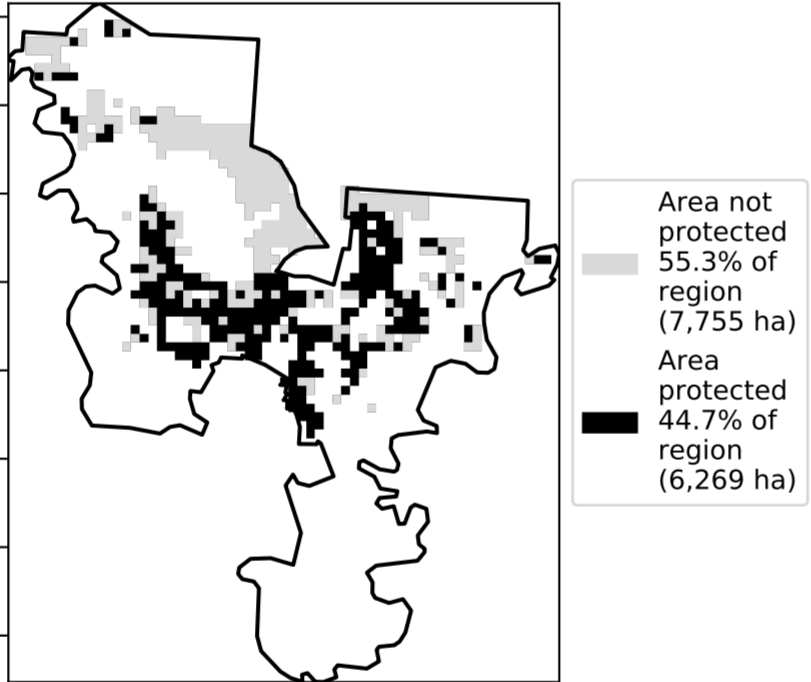 Area not
protected
55.3% of
region
(7,755 ha)
Area
protected
44.7% of
region
(6,269 ha)